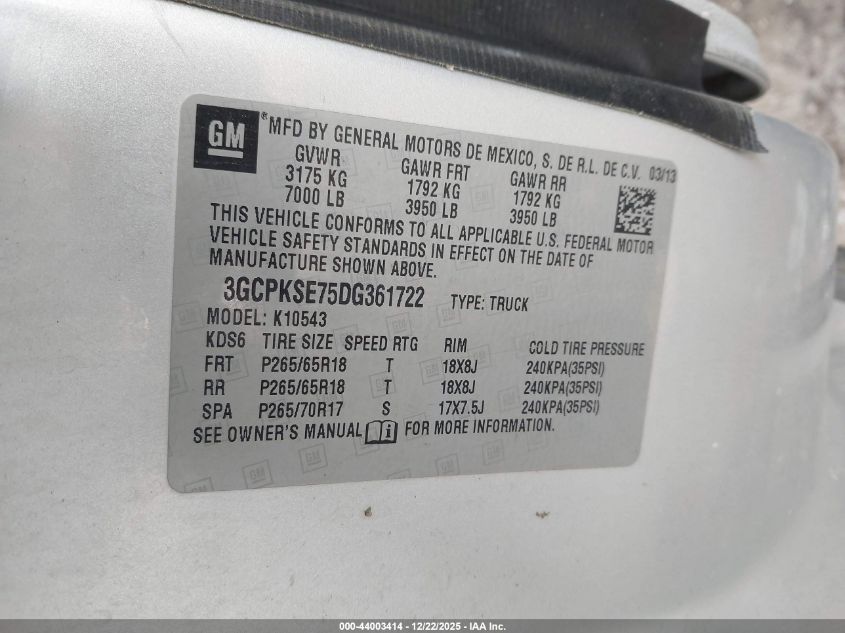 GM ®MFD BY GENERAL MOTORS DE MEXICO, S. DE R.L. DE C.V. 03/13
GVWR GAWR FRT GAWR RR
3175 KG 1792 KG 1792 KG
7000 LB 3950 LB 3950 LB
THIS VEHICLE CONFORMS TO ALL APPLICABLE U.S. FEDERAL MOTOR
VEHICLE SAFETY STANDARDS IN EFFECT ON THE DATE OF
MANUFACTURE SHOWN ABOVE.
3GCPKSE75DG361722 TYPE: TRUCK
MODEL: K10543
KDS6 TIRE SIZE SPEED RTG RIM COLD TIRE PRESSURE
FRT P265/65R18 T 18X8J 240KPA(35PSI)
RR P265/65R18 T 18X8J 240KPA(35PSI)
SPA P265/70R17 S 17X7.5J 240KPA(35PSI)
SEE OWNER'S MANUAL i FOR MORE INFORMATION.
000-44003414 - 12/22/2025 - IAA Inc.